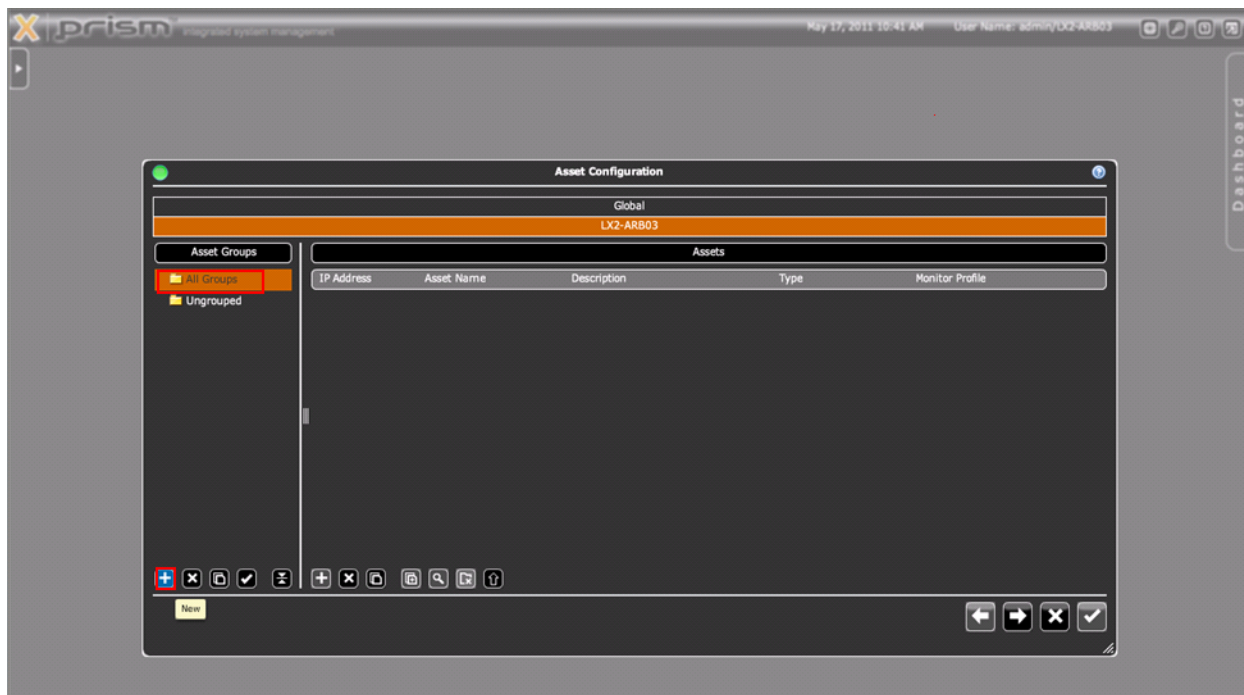 X prism integrated system management May 17, 2011 10:41 AM User Name: admin/LX2-ARB03
Dashboard
Asset Configuration
Global
LX2-ARB03
Asset Groups Assets
All Groups IP Address Asset Name Description Type Monitor Profile
Ungrouped
New